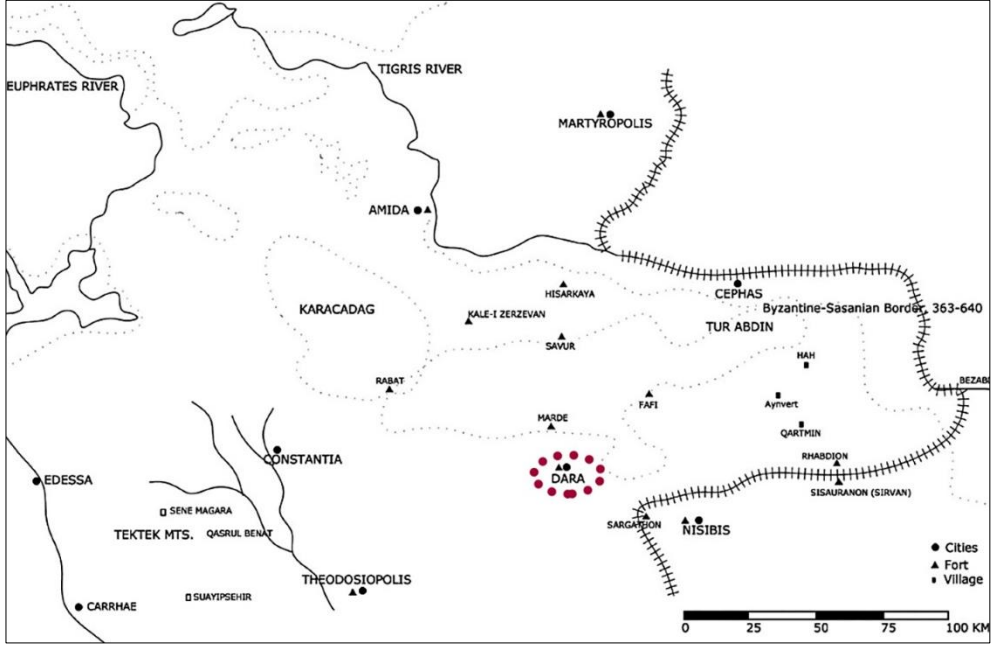 TIGRIS RIVER
EUPHRATES RIVER
MARTYROPOLIS
AMIDA
CEPHAS
HISARKAYA
KARACADAG
Byzantine-Sasanian Border, 363-640
KALE-I ZERZEVAN
TUR ABDIN
SAVUR
HAH
RABAT
BEZABD
FAFI
Aynvert
MARDE
QARTMIN
CONSTANTIA
RHABDION
EDESSA
DARA
SISAURANON (SIRVAN)
SENE MAGARA
SARGATHON
NISIBIS
TEKTEK MTS.
QASRUL BENAT
Cities
Fort
THEODOSIOPOLIS
Village
SUAYIPSEHIR
CARRHAE
0 25 50 75 100 KM